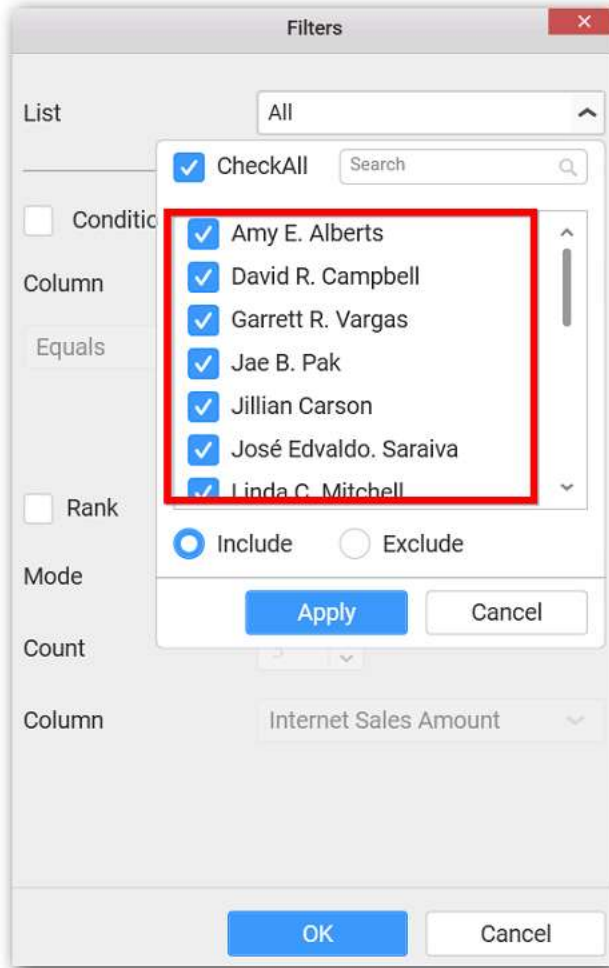 Filters
List
All
CheckAll
Search
Conditio
Amy E. Alberts
David R. Campbell
Column
Garrett R. Vargas
Equals
Jae B. Pak
Jillian Carson
José Edvaldo. Saraiva
Linda C. Mitchell
Rank
Include
Exclude
Mode
Apply
Cancel
Count
5
Column
Internet Sales Amount
OK
Cancel